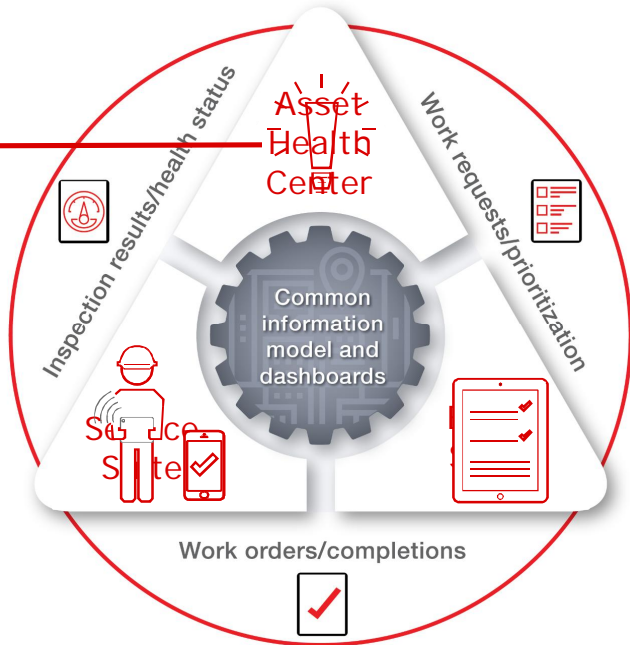 Asset
Health
Center
Inspection results/health status
Work requests/prioritization
Common
information
model and
dashboards
Work orders/completions